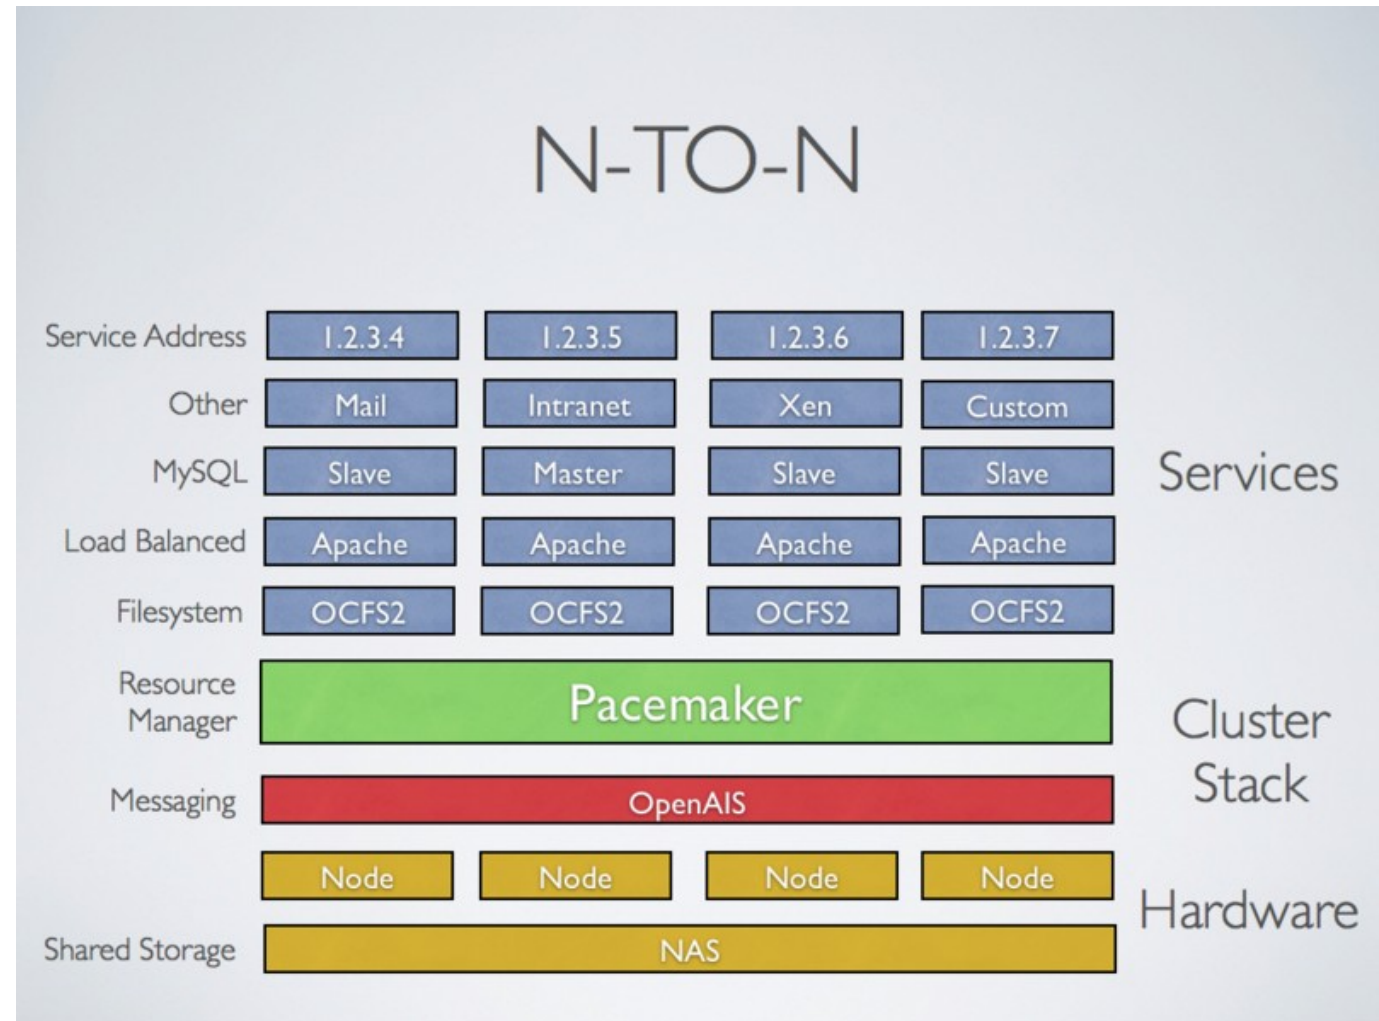 N-TO-N
Service Address 1.2.3.4 1.2.3.5 1.2.3.6 1.2.3.7
Other Mail Intranet Xen Custom
MySQL Slave Master Slave Slave
Services
Load Balanced Apache Apache Apache Apache
Filesystem OCFS2 OCFS2 OCFS2 OCFS2
Resource
Manager
Pacemaker
Cluster
Stack
Messaging OpenAIS
Node Node Node Node
Hardware
Shared Storage NAS